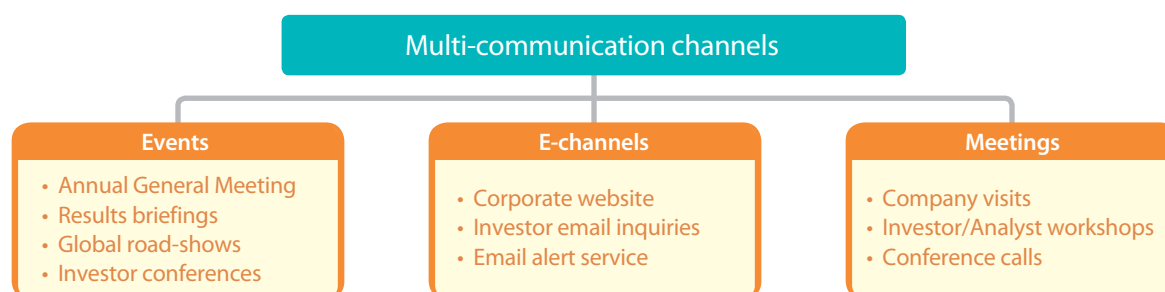 Multi-communication channels
Events
• Annual General Meeting
• Results briefings
• Global road-shows
• Investor conferences
E-channels
• Corporate website
• Investor email inquiries
• Email alert service
Meetings
• Company visits
• Investor/Analyst workshops
• Conference calls